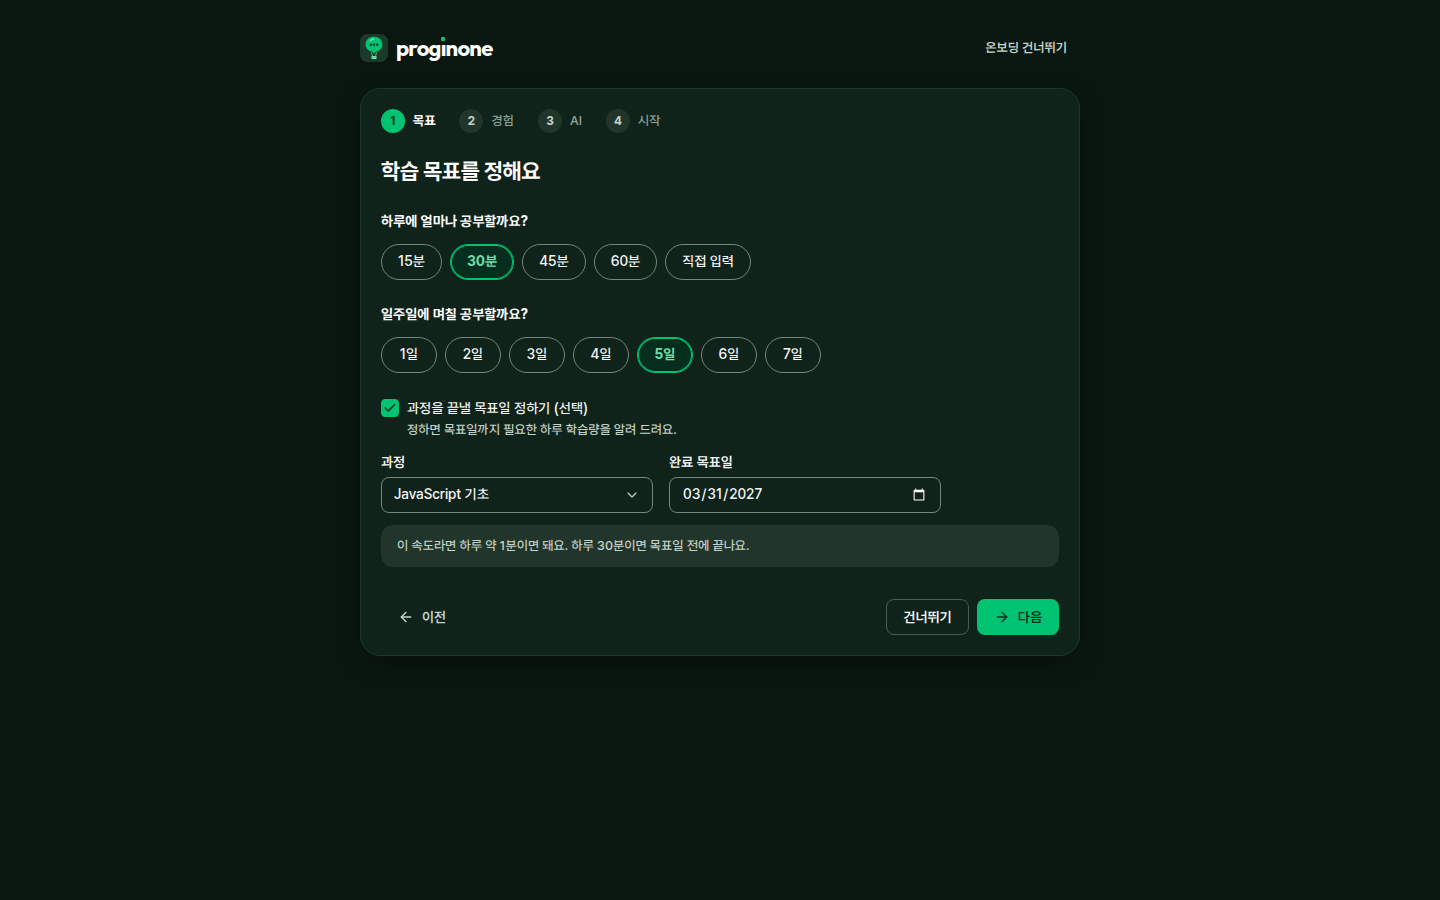 proginone
온보딩 건너뛰기
1 목표 2 경험 3 AI 4 시작
학습 목표를 정해요
하루에 얼마나 공부할까요?
15분 30분 45분 60분 직접 입력
일주일에 며칠 공부할까요?
1일 2일 3일 4일 5일 6일 7일
과정을 끝낼 목표일 정하기 (선택)
정하면 목표일까지 필요한 하루 학습량을 알려 드려요.
과정 완료 목표일
JavaScript 기초 03/31/2027
이 속도라면 하루 약 1분이면 돼요. 하루 30분이면 목표일 전에 끝나요.
이전 건너뛰기 다음